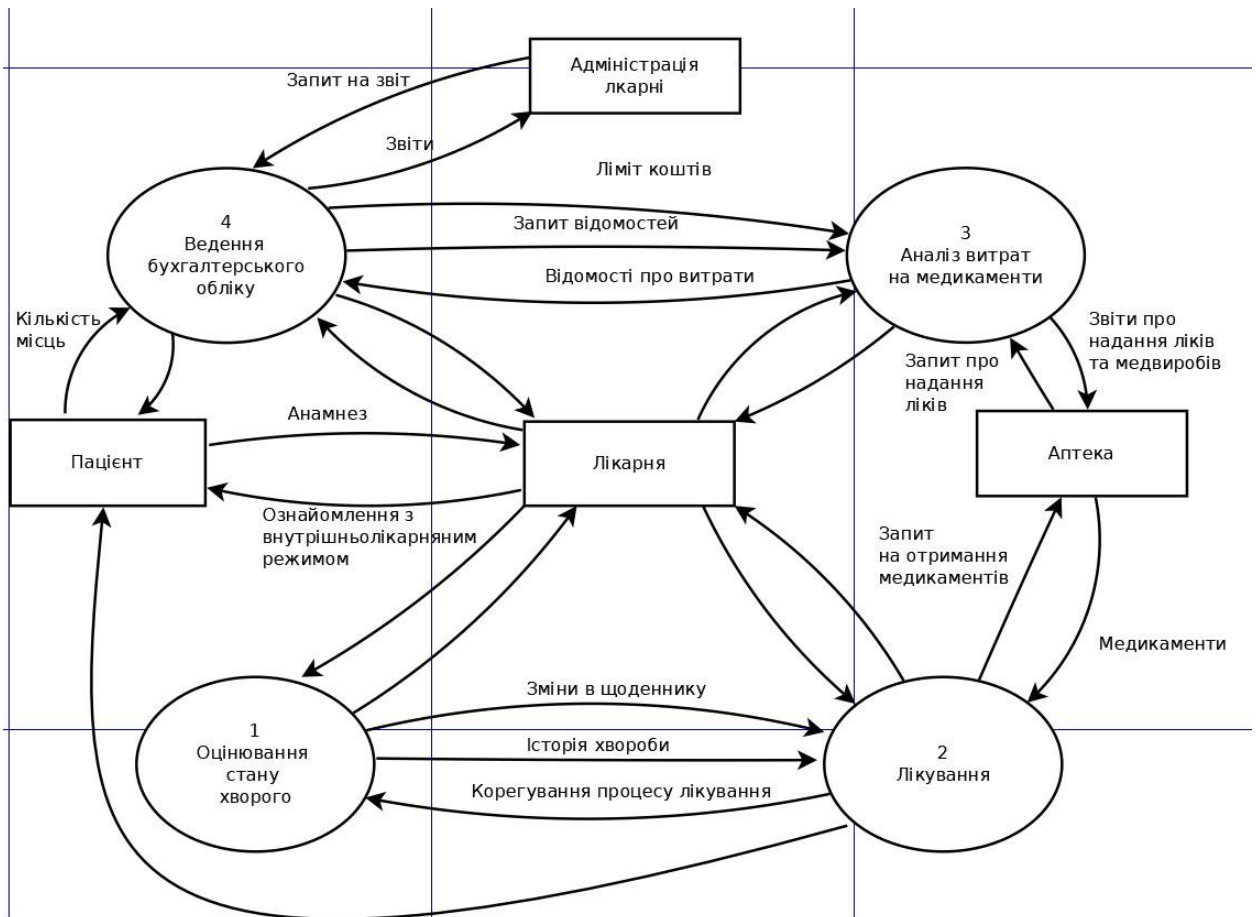 Адміністрація
лкарні
Запит на звіт
Звіти
Ліміт коштів
Запит відомостей
Відомості про витрати
4
Ведення
бухгалтерського
обліку
3
Аналіз витрат
на медикаменти
Кількість
місць
Звіти про
надання ліків
та медвиробів
Запит про
надання
ліків
Анамнез
Пацієнт
Лікарня
Аптека
Ознайомлення з
внутрішньолікарняним
режимом
Запит
на отримання
медикаментів
Медикаменти
Зміни в щоденнику
Історія хвороби
Корегування процесу лікування
1
Оцінювання
стану
хворого
2
Лікування